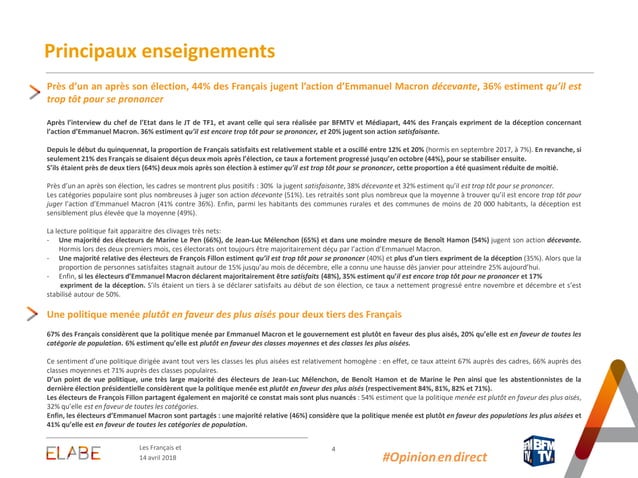 Principaux enseignements
Près d'un an après son élection, 44% des Français jugent l'action d'Emmanuel Macron décevante, 36% estiment qu'il est
trop tôt pour se prononcer
Après l'interview du chef de l'Etat dans le JT de TF1, et avant celle qui sera réalisée par BFMTV et Médiapart, 44% des Français expriment de la déception concernant
l'action d'Emmanuel Macron. 36% estiment qu'il est encore trop tôt pour se prononcer, et 20% jugent son action satisfaisante.
Depuis le début du quinquennat, la proportion de Français satisfaits est relativement stable et a oscillé entre 12% et 20% (hormis en septembre 2017, à 7%). En revanche, si
seulement 21% des Français se disaient déçus deux mois après l'élection, ce taux a fortement progressé jusqu'en octobre (44%), pour se stabiliser ensuite.
S'ils étaient près de deux tiers (64%) deux mois après son élection à estimer qu'il est trop tôt pour se prononcer, cette proportion a été quasiment réduite de moitié.
Près d'un an après son élection, les cadres se montrent plus positifs : 30% la jugent satisfaisante, 38% décevante et 32% estiment qu'il est trop tôt pour se prononcer.
Les catégories populaire sont plus nombreuses à juger son action décevante (51%). Les retraités sont plus nombreux que la moyenne à trouver qu'il est encore trop tôt pour
juger l'action d'Emmanuel Macron (41% contre 36%). Enfin, parmi les habitants des communes rurales et des communes de moins de 20 000 habitants, la déception est
sensiblement plus élevée que la moyenne (49%).
La lecture politique fait apparaitre des clivages très nets:
- Une majorité des électeurs de Marine Le Pen (66%), de Jean-Luc Mélenchon (65%) et dans une moindre mesure de Benoît Hamon (54%) jugent son action décevante.
Hormis lors des deux premiers mois, ces électorats ont toujours être majoritairement déçu par l'action d'Emmanuel Macron.
- Une majorité relative des électeurs de François Fillon estiment qu'il est trop tôt pour se prononcer (40%) et plus d'un tiers expriment de la déception (35%). Alors que la
proportion de personnes satisfaites stagnait autour de 15% jusqu'au mois de décembre, elle a connu une hausse dès janvier pour atteindre 25% aujourd'hui.
- Enfin, si les électeurs d'Emmanuel Macron déclarent majoritairement être satisfaits (48%), 35% estiment qu'il est encore trop tôt pour ne prononcer et 17%
expriment de la déception. S'ils étaient un tiers à se déclarer satisfaits au début de son élection, ce taux a nettement progressé entre novembre et décembre et s'est
stabilisé autour de 50%.
Une politique menée plutôt en faveur des plus aisés pour deux tiers des Français
67% des Français considèrent que la politique menée par Emmanuel Macron et le gouvernement est plutôt en faveur des plus aisés, 20% qu'elle est en faveur de toutes les
catégorie de population. 6% estiment qu'elle est plutôt en faveur des classes moyennes et des classes les plus aisées.
Ce sentiment d'une politique dirigée avant tout vers les classes les plus aisées est relativement homogène : en effet, ce taux atteint 67% auprès des cadres, 66% auprès des
classes moyennes et 71% auprès des classes populaires.
D'un point de vue politique, une très large majorité des électeurs de Jean-Luc Mélenchon, de Benoît Hamon et de Marine le Pen ainsi que les abstentionnistes de la
dernière élection présidentielle considèrent que la politique menée est plutôt en faveur des plus aisés (respectivement 84%, 81%, 82% et 71%).
Les électeurs de François Fillon partagent également en majorité ce constat mais sont plus nuancés : 54% estiment que la politique menée est plutôt en faveur des plus aisés,
32% qu'elle est en faveur de toutes les catégories.
Enfin, les électeurs d'Emmanuel Macron sont partagés : une majorité relative (46%) considère que la politique menée est plutôt en faveur des populations les plus aisées et
41% qu'elle est en faveur de toutes les catégories de population.
ELABE
Les Français et
14 avril 2018
4
#Opinion en direct
BFM
TV.